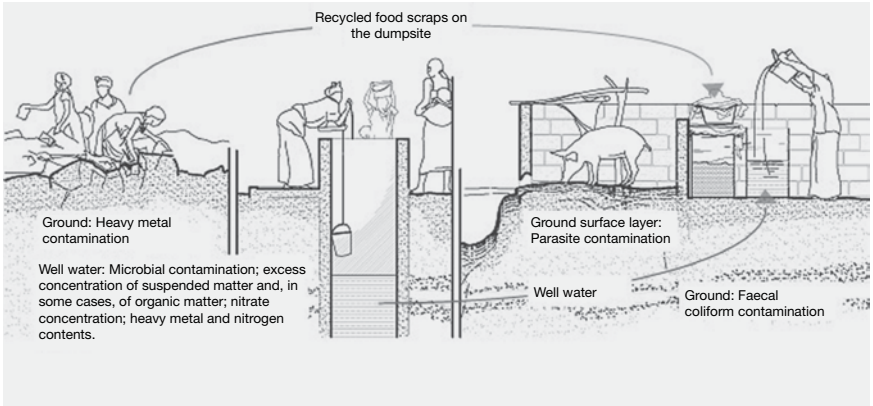 Recycled food scraps on
the dumpsite
Ground: Heavy metal
contamination
Well water: Microbial contamination; excess
concentration of suspended matter and, in
some cases, of organic matter; nitrate
concentration; heavy metal and nitrogen
contents.
Ground surface layer:
Parasite contamination
Well water
Ground: Faecal
coliform contamination